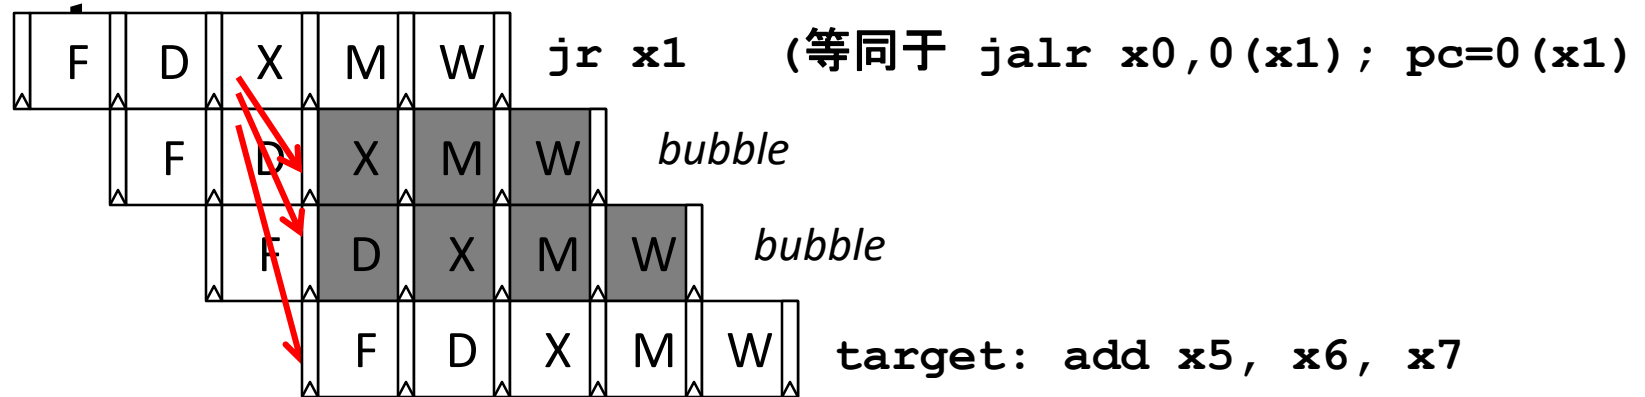 F D X M W jr x1 (等同于 jalr x0,0(x1); pc=0(x1)
F D X M W bubble
F D X M W bubble
F D X M W target: add x5, x6, x7